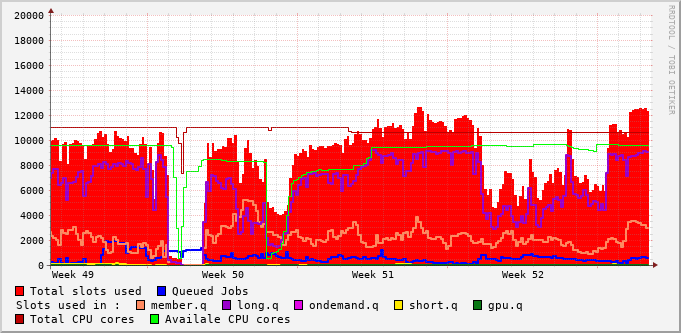 20000
18000
16000
14000
12000
10000
8000
6000
4000
2000
0
Week 49 Week 50 Week 51 Week 52
RRDTOOL / TOBI OETIKER
Total slots used Queued Jobs
Slots used in : member.q long.q ondemand.q short.q gpu.q
Total CPU cores Availale CPU cores